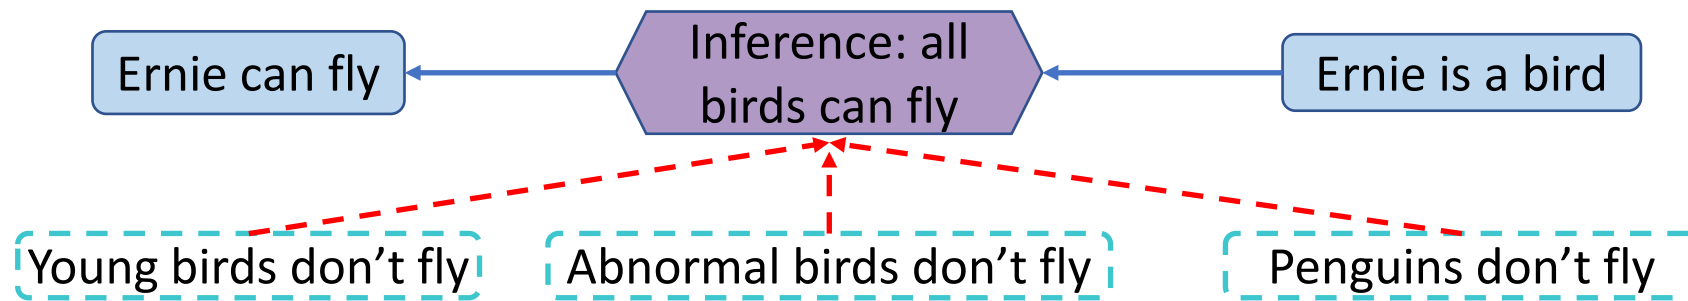 Ernie can fly
Inference: all
birds can fly
Ernie is a bird
Young birds don’t fly
Abnormal birds don’t fly
Penguins don’t fly